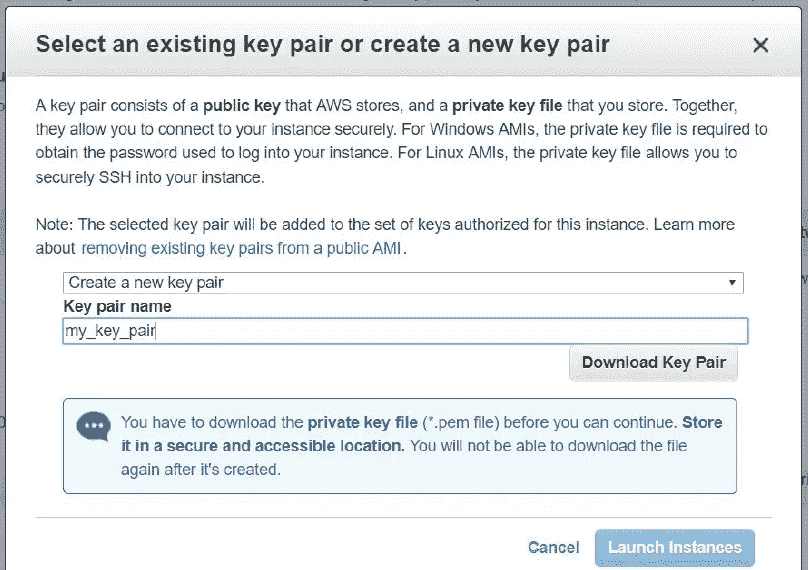 Select an existing key pair or create a new key pair
A key pair consists of a public key that AWS stores, and a private key file that you store. Together,
they allow you to connect to your instance securely. For Windows AMIs, the private key file is required to
obtain the password used to log into your instance. For Linux AMIs, the private key file allows you to
securely SSH into your instance.
Note: The selected key pair will be added to the set of keys authorized for this instance. Learn more
about removing existing key pairs from a public AMI.
Create a new key pair
Key pair name
my_key_pair
Download Key Pair
You have to download the private key file (*.pem file) before you can continue. Store
it in a secure and accessible location. You will not be able to download the file
again after it's created.
Cancel
Launch Instances